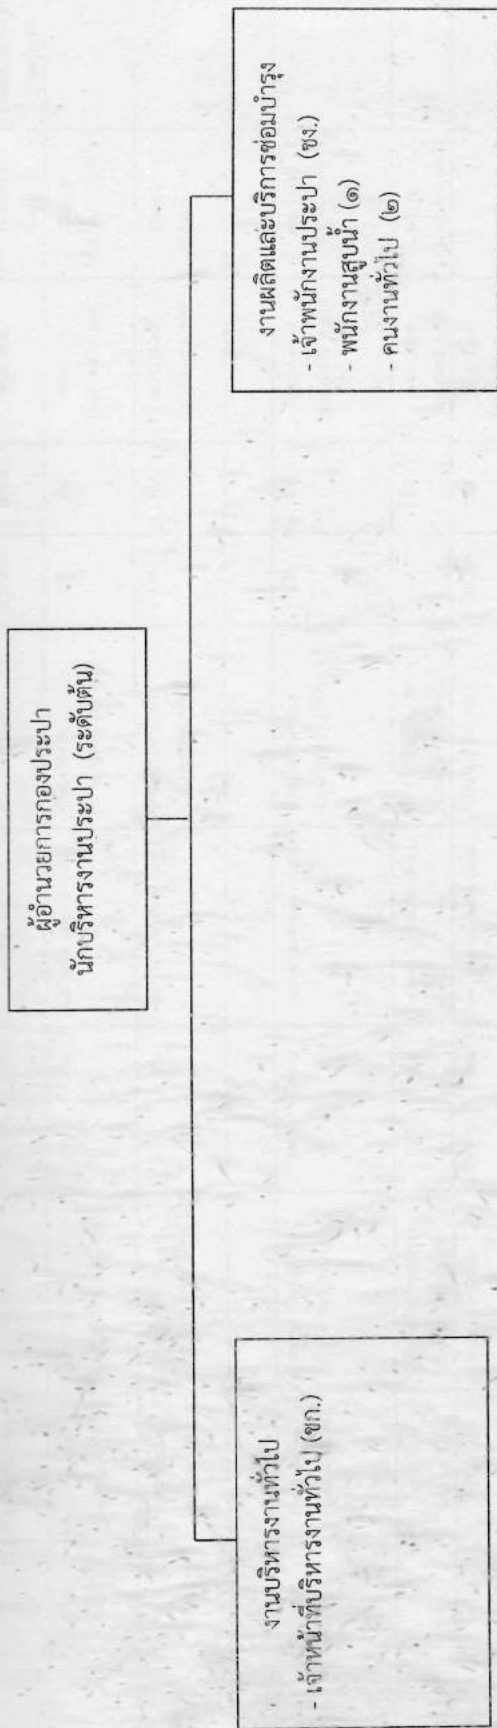 ผู้อำนวยการกองประปา
นักบริหารงานประปา (ระดับต้น)
งานบริหารงานทั่วไป
- เจ้าหน้าที่บริหารงานทั่วไป (ชก.)
งานผลิตและบริการซ่อมบำรุง
- เจ้าพนักงานประปา (ชง.)
- พนักงานสูบน้ำ (๑)
- คนงานทั่วไป (๒)